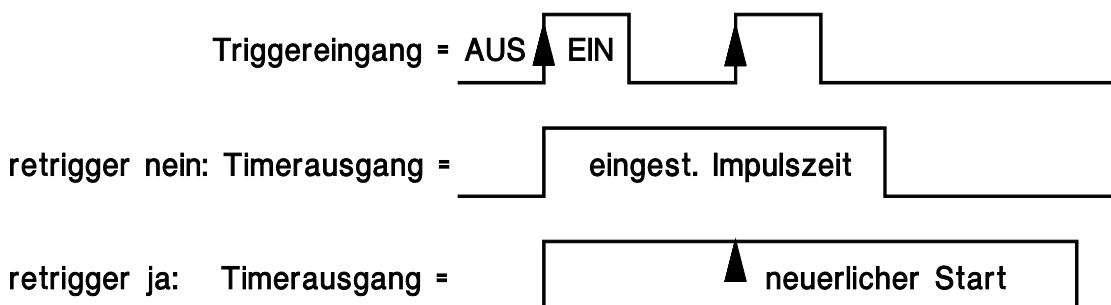 Triggereingang = AUS EIN
retrigger nein: Timerausgang = eingest. Impulszeit
retrigger ja: Timerausgang = neuerlicher Start